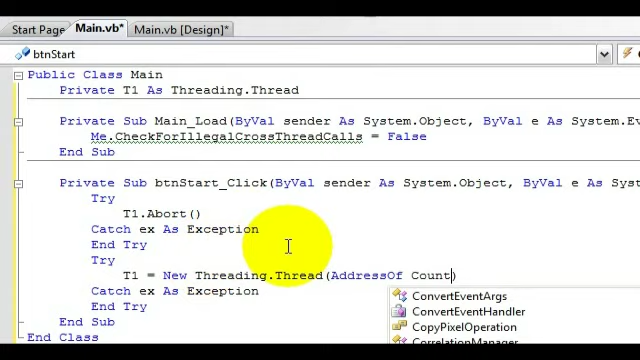 Start Page Main.vb* Main.vb [Design]*
btnStart
Public Class Main
Private T1 As Threading.Thread
Private Sub Main_Load(ByVal sender As System.Object, ByVal e As System.Ev
Me.CheckForIllegalCrossThreadCalls = False
End Sub
Private Sub btnStart_Click(ByVal sender As System.Object, ByVal e As Syst
Try
T1.Abort()
Catch ex As Exception
End Try
Try
T1 = New Threading.Thread(AddressOf Count)
Catch ex As Exception
ConvertEventArgs
End Try
ConvertEventHandler
End Sub
CopyPixelOperation
End Class
CorrelationManager